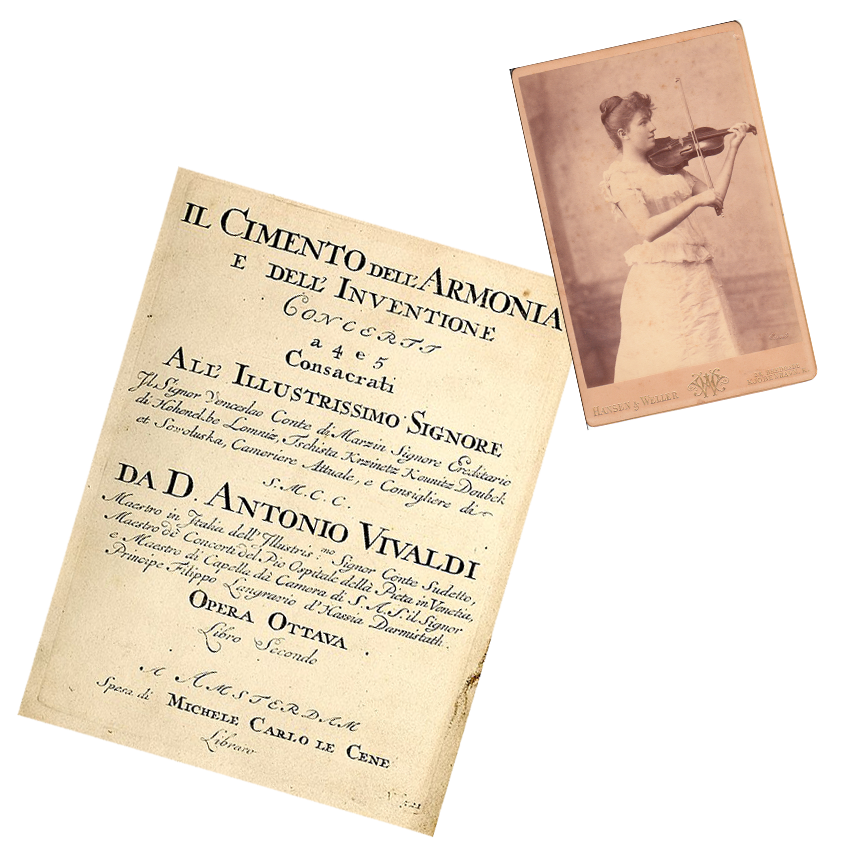 IL CIMENTO DELL' ARMONIA
E DELL' INVENTIONE
CONCERTI
a 4 e 5
Consacrati
ALL' ILLUSTRISSIMO SIGNORE
Il Signor Venceslao Conte di Marzin Signore Ereditario
di Hohenelbe Lomniz, Tschista Krzinetz Kounitz Doubek
et Sowoluska, Cameriere Attuale, e Consigliere di
S.M.C.C.
DA D. ANTONIO VIVALDI
Maestro in Italia dell' Illustris:mo Signor Conte Sudetto,
Maestro de' Concerti del Pio Ospitale della Pieta in Venetia,
e Maestro di Capella dà Camera di S.A.S. il Signor
Principe Filippo Langravio d'Hassia Darmistath.
OPERA OTTAVA
Libro Secondo
A AMSTERDAM
Spesa di MICHELE CARLO LE CENE
Libraro
HANSEN & WELLER